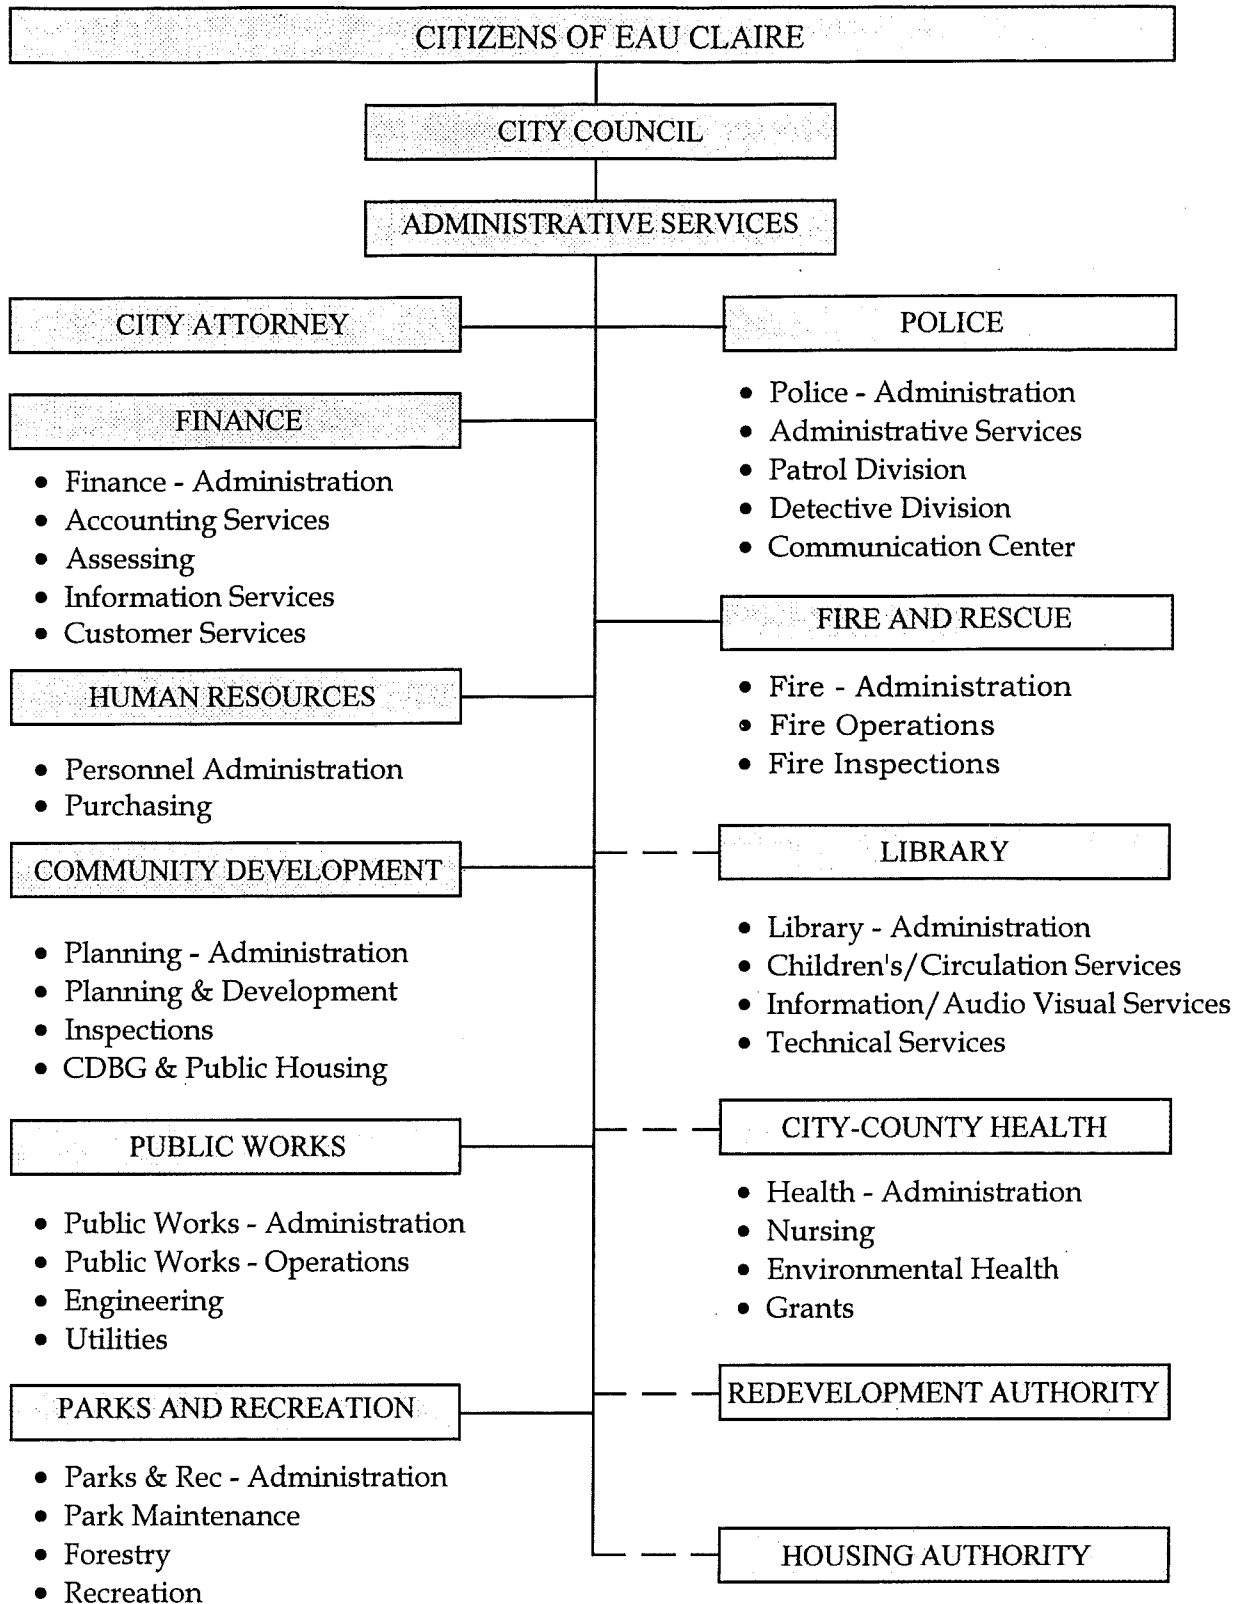 CITIZENS OF EAU CLAIRE
CITY COUNCIL
ADMINISTRATIVE SERVICES
CITY ATTORNEY
FINANCE
• Finance - Administration
• Accounting Services
• Assessing
• Information Services
• Customer Services
HUMAN RESOURCES
• Personnel Administration
• Purchasing
COMMUNITY DEVELOPMENT
• Planning - Administration
• Planning & Development
• Inspections
• CDBG & Public Housing
PUBLIC WORKS
• Public Works - Administration
• Public Works - Operations
• Engineering
• Utilities
PARKS AND RECREATION
• Parks & Rec - Administration
• Park Maintenance
• Forestry
• Recreation
POLICE
• Police - Administration
• Administrative Services
• Patrol Division
• Detective Division
• Communication Center
FIRE AND RESCUE
• Fire - Administration
• Fire Operations
• Fire Inspections
LIBRARY
• Library - Administration
• Children's/Circulation Services
• Information/Audio Visual Services
• Technical Services
CITY-COUNTY HEALTH
• Health - Administration
• Nursing
• Environmental Health
• Grants
REDEVELOPMENT AUTHORITY
HOUSING AUTHORITY